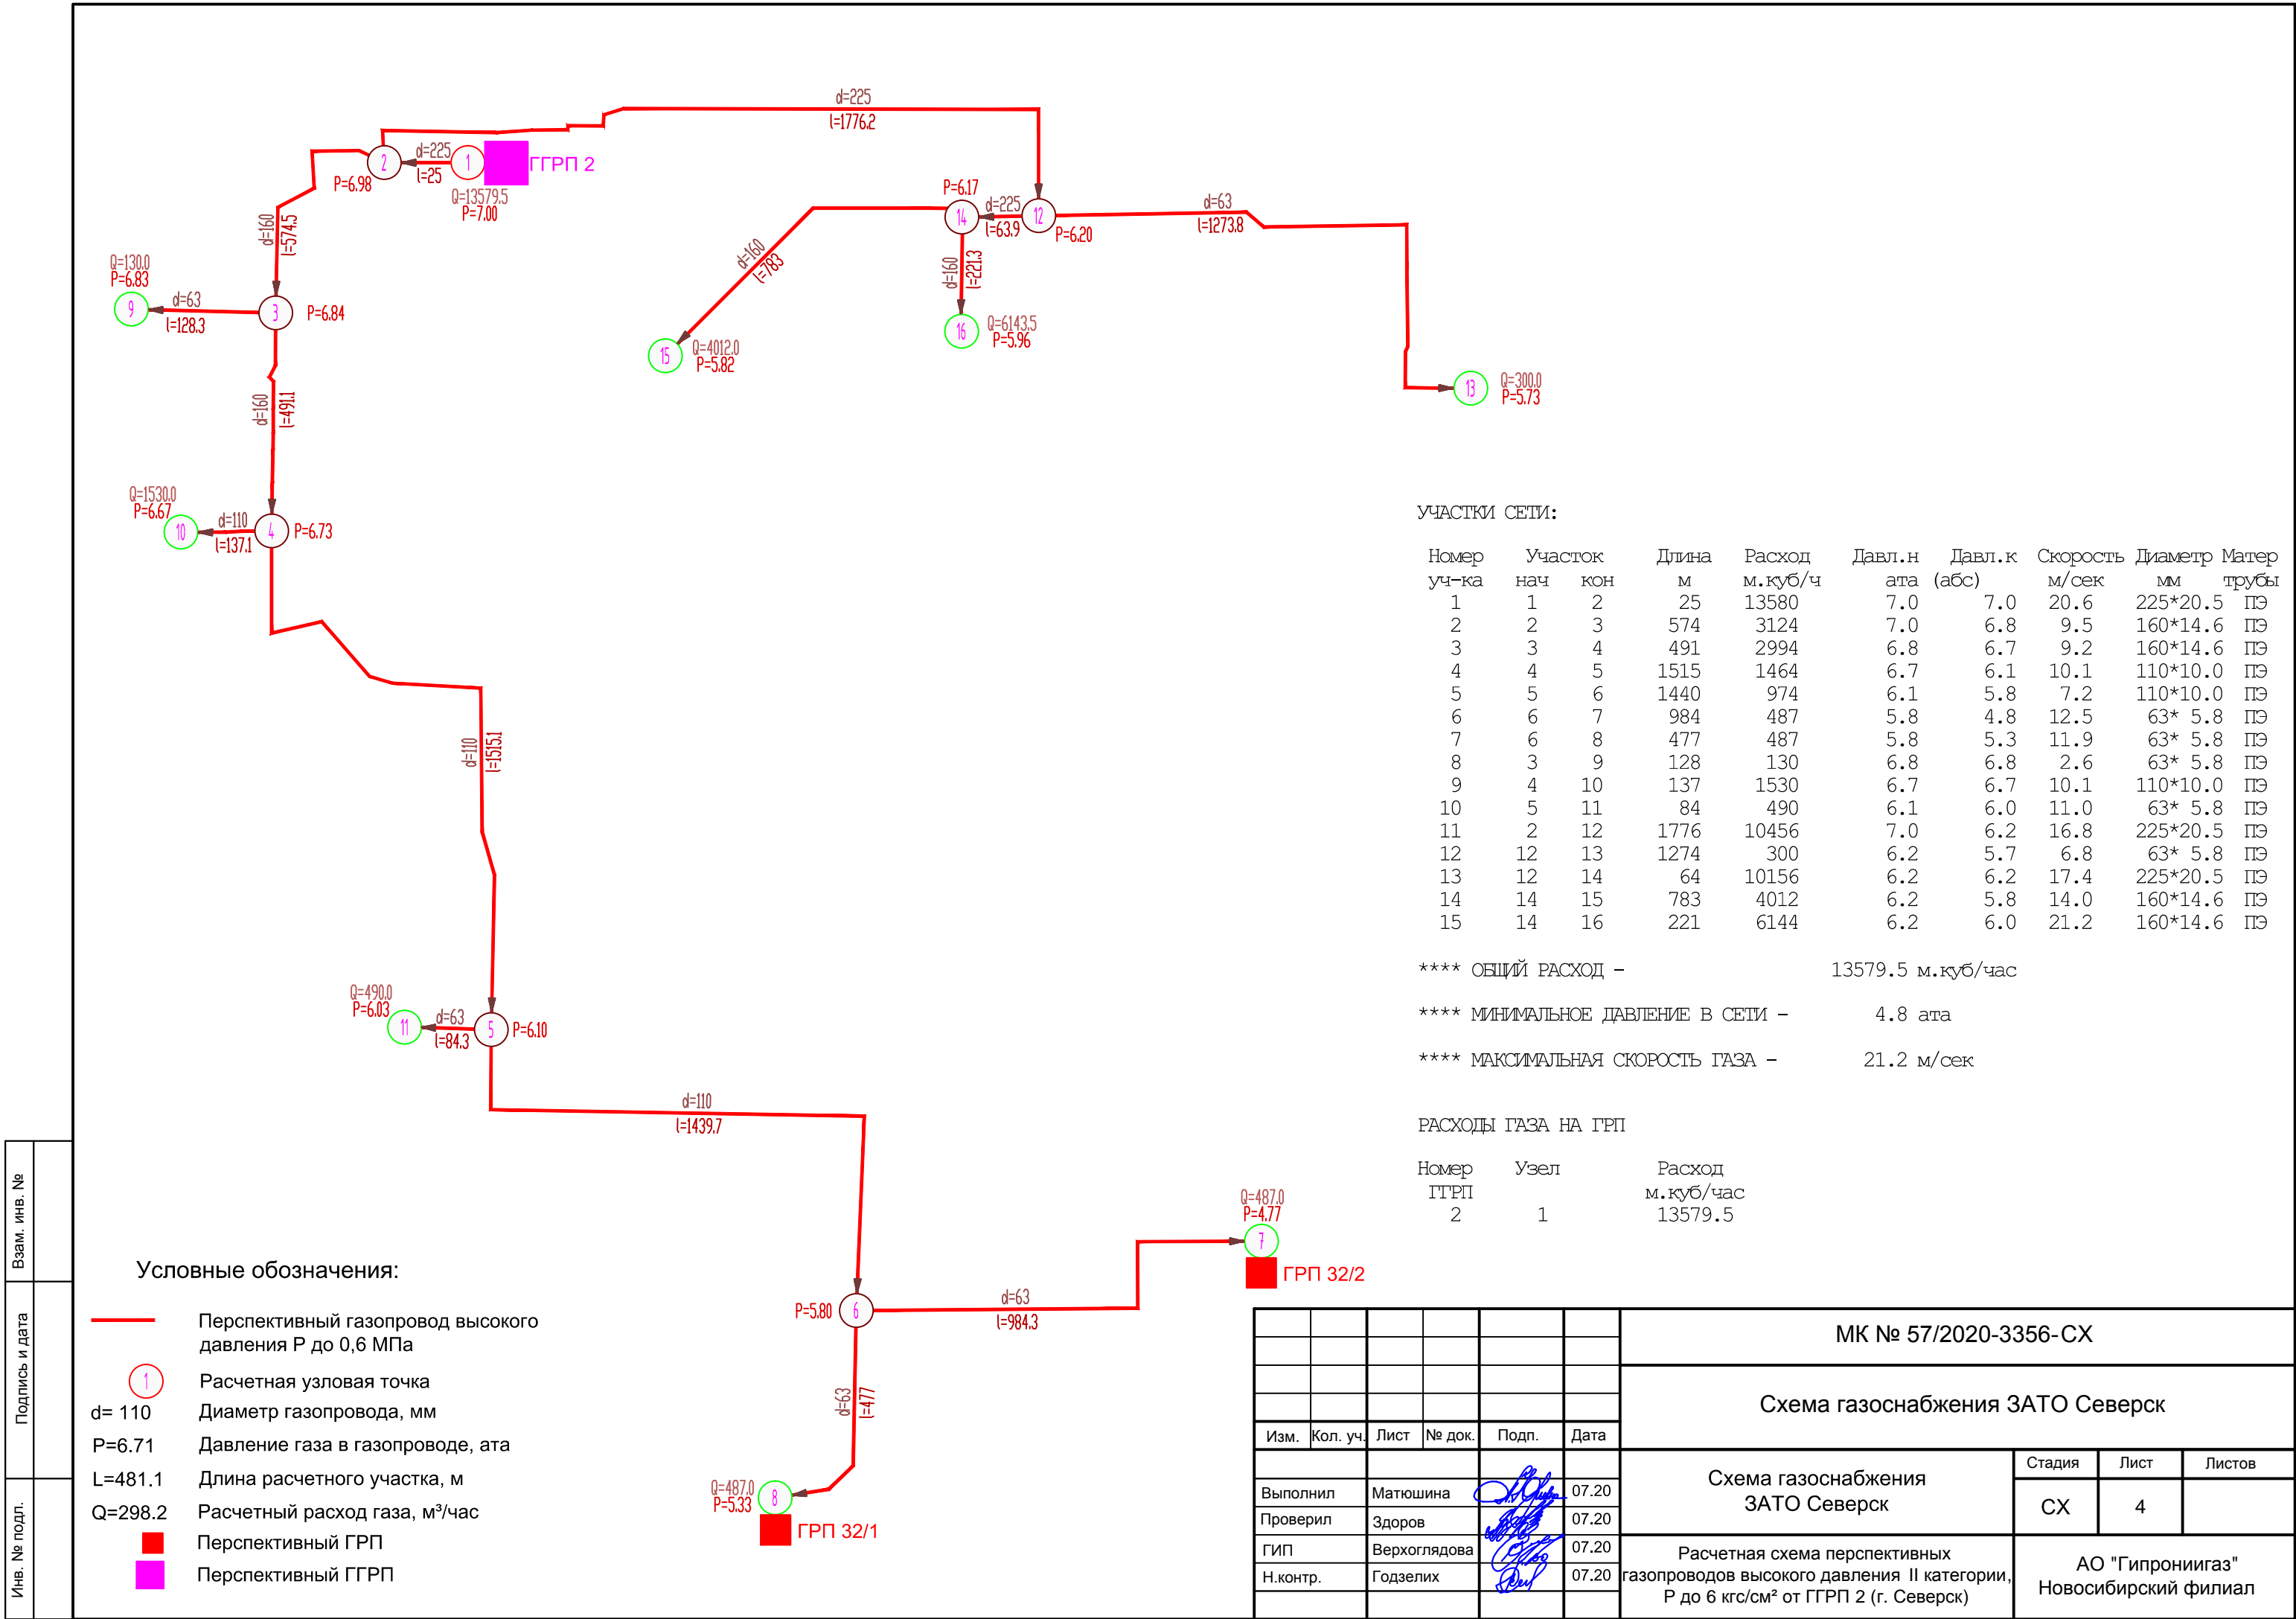 d=225
l=1776.2
2
d=225
l=25
1
ГГРП 2
P=6.98
Q=13579.5
P=7.00
d=160
l=574.5
P=6.17
14
d=225
l=63.9
12
P=6.20
d=63
l=1273.8
d=160
l=783
d=160
l=221.3
Q=130.0
P=6.83
9
d=63
l=128.3
3
P=6.84
15
Q=4012.0
P=5.82
16
Q=6143.5
P=5.96
13
Q=300.0
P=5.73
d=160
l=491.1
Q=1530.0
P=6.67
10
d=110
l=137.1
4
P=6.73
d=110
l=1515.1
Q=490.0
P=6.03
11
d=63
l=84.3
5
P=6.10
d=110
l=1439.7
Q=487.0
P=4.77
7
ГРП 32/2
P=5.80
6
d=63
l=984.3
d=63
l=477
Q=487.0
P=5.33
8
ГРП 32/1
УЧАСТКИ СЕТИ:
Номер Участок Длина Расход Давл.н Давл.к Скорость Диаметр Матер
уч-ка нач кон м м.куб/ч ата (абс) м/сек мм трубы
1 1 2 25 13580 7.0 7.0 20.6 225*20.5 ПЭ
2 2 3 574 3124 7.0 6.8 9.5 160*14.6 ПЭ
3 3 4 491 2994 6.8 6.7 9.2 160*14.6 ПЭ
4 4 5 1515 1464 6.7 6.1 10.1 110*10.0 ПЭ
5 5 6 1440 974 6.1 5.8 7.2 110*10.0 ПЭ
6 6 7 984 487 5.8 4.8 12.5 63* 5.8 ПЭ
7 6 8 477 487 5.8 5.3 11.9 63* 5.8 ПЭ
8 3 9 128 130 6.8 6.8 2.6 63* 5.8 ПЭ
9 4 10 137 1530 6.7 6.7 10.1 110*10.0 ПЭ
10 5 11 84 490 6.1 6.0 11.0 63* 5.8 ПЭ
11 2 12 1776 10456 7.0 6.2 16.8 225*20.5 ПЭ
12 12 13 1274 300 6.2 5.7 6.8 63* 5.8 ПЭ
13 12 14 64 10156 6.2 6.2 17.4 225*20.5 ПЭ
14 14 15 783 4012 6.2 5.8 14.0 160*14.6 ПЭ
15 14 16 221 6144 6.2 6.0 21.2 160*14.6 ПЭ
**** ОБЩИЙ РАСХОД - 13579.5 м.куб/час
**** МИНИМАЛЬНОЕ ДАВЛЕНИЕ В СЕТИ - 4.8 ата
**** МАКСИМАЛЬНАЯ СКОРОСТЬ ГАЗА - 21.2 м/сек
РАСХОДЫ ГАЗА НА ГРП
Номер Узел Расход
ГГРП м.куб/час
2 1 13579.5
Условные обозначения:
Перспективный газопровод высокого
давления Р до 0,6 МПа
1 Расчетная узловая точка
d= 110 Диаметр газопровода, мм
P=6.71 Давление газа в газопроводе, ата
L=481.1 Длина расчетного участка, м
Q=298.2 Расчетный расход газа, м³/час
Перспективный ГРП
Перспективный ГГРП
Взам. инв. №
Подпись и дата
Инв. № подл.
МК № 57/2020-3356-СХ
Схема газоснабжения ЗАТО Северск
Изм. Кол. уч. Лист № док. Подп. Дата
Выполнил Матюшина 07.20
Проверил Здоров 07.20
ГИП Верхоглядова 07.20
Н.контр. Годзелих 07.20
Схема газоснабжения
ЗАТО Северск
Стадия Лист Листов
СХ 4
Расчетная схема перспективных
газопроводов высокого давления II категории,
Р до 6 кгс/см² от ГГРП 2 (г. Северск)
АО "Гипрониигаз"
Новосибирский филиал